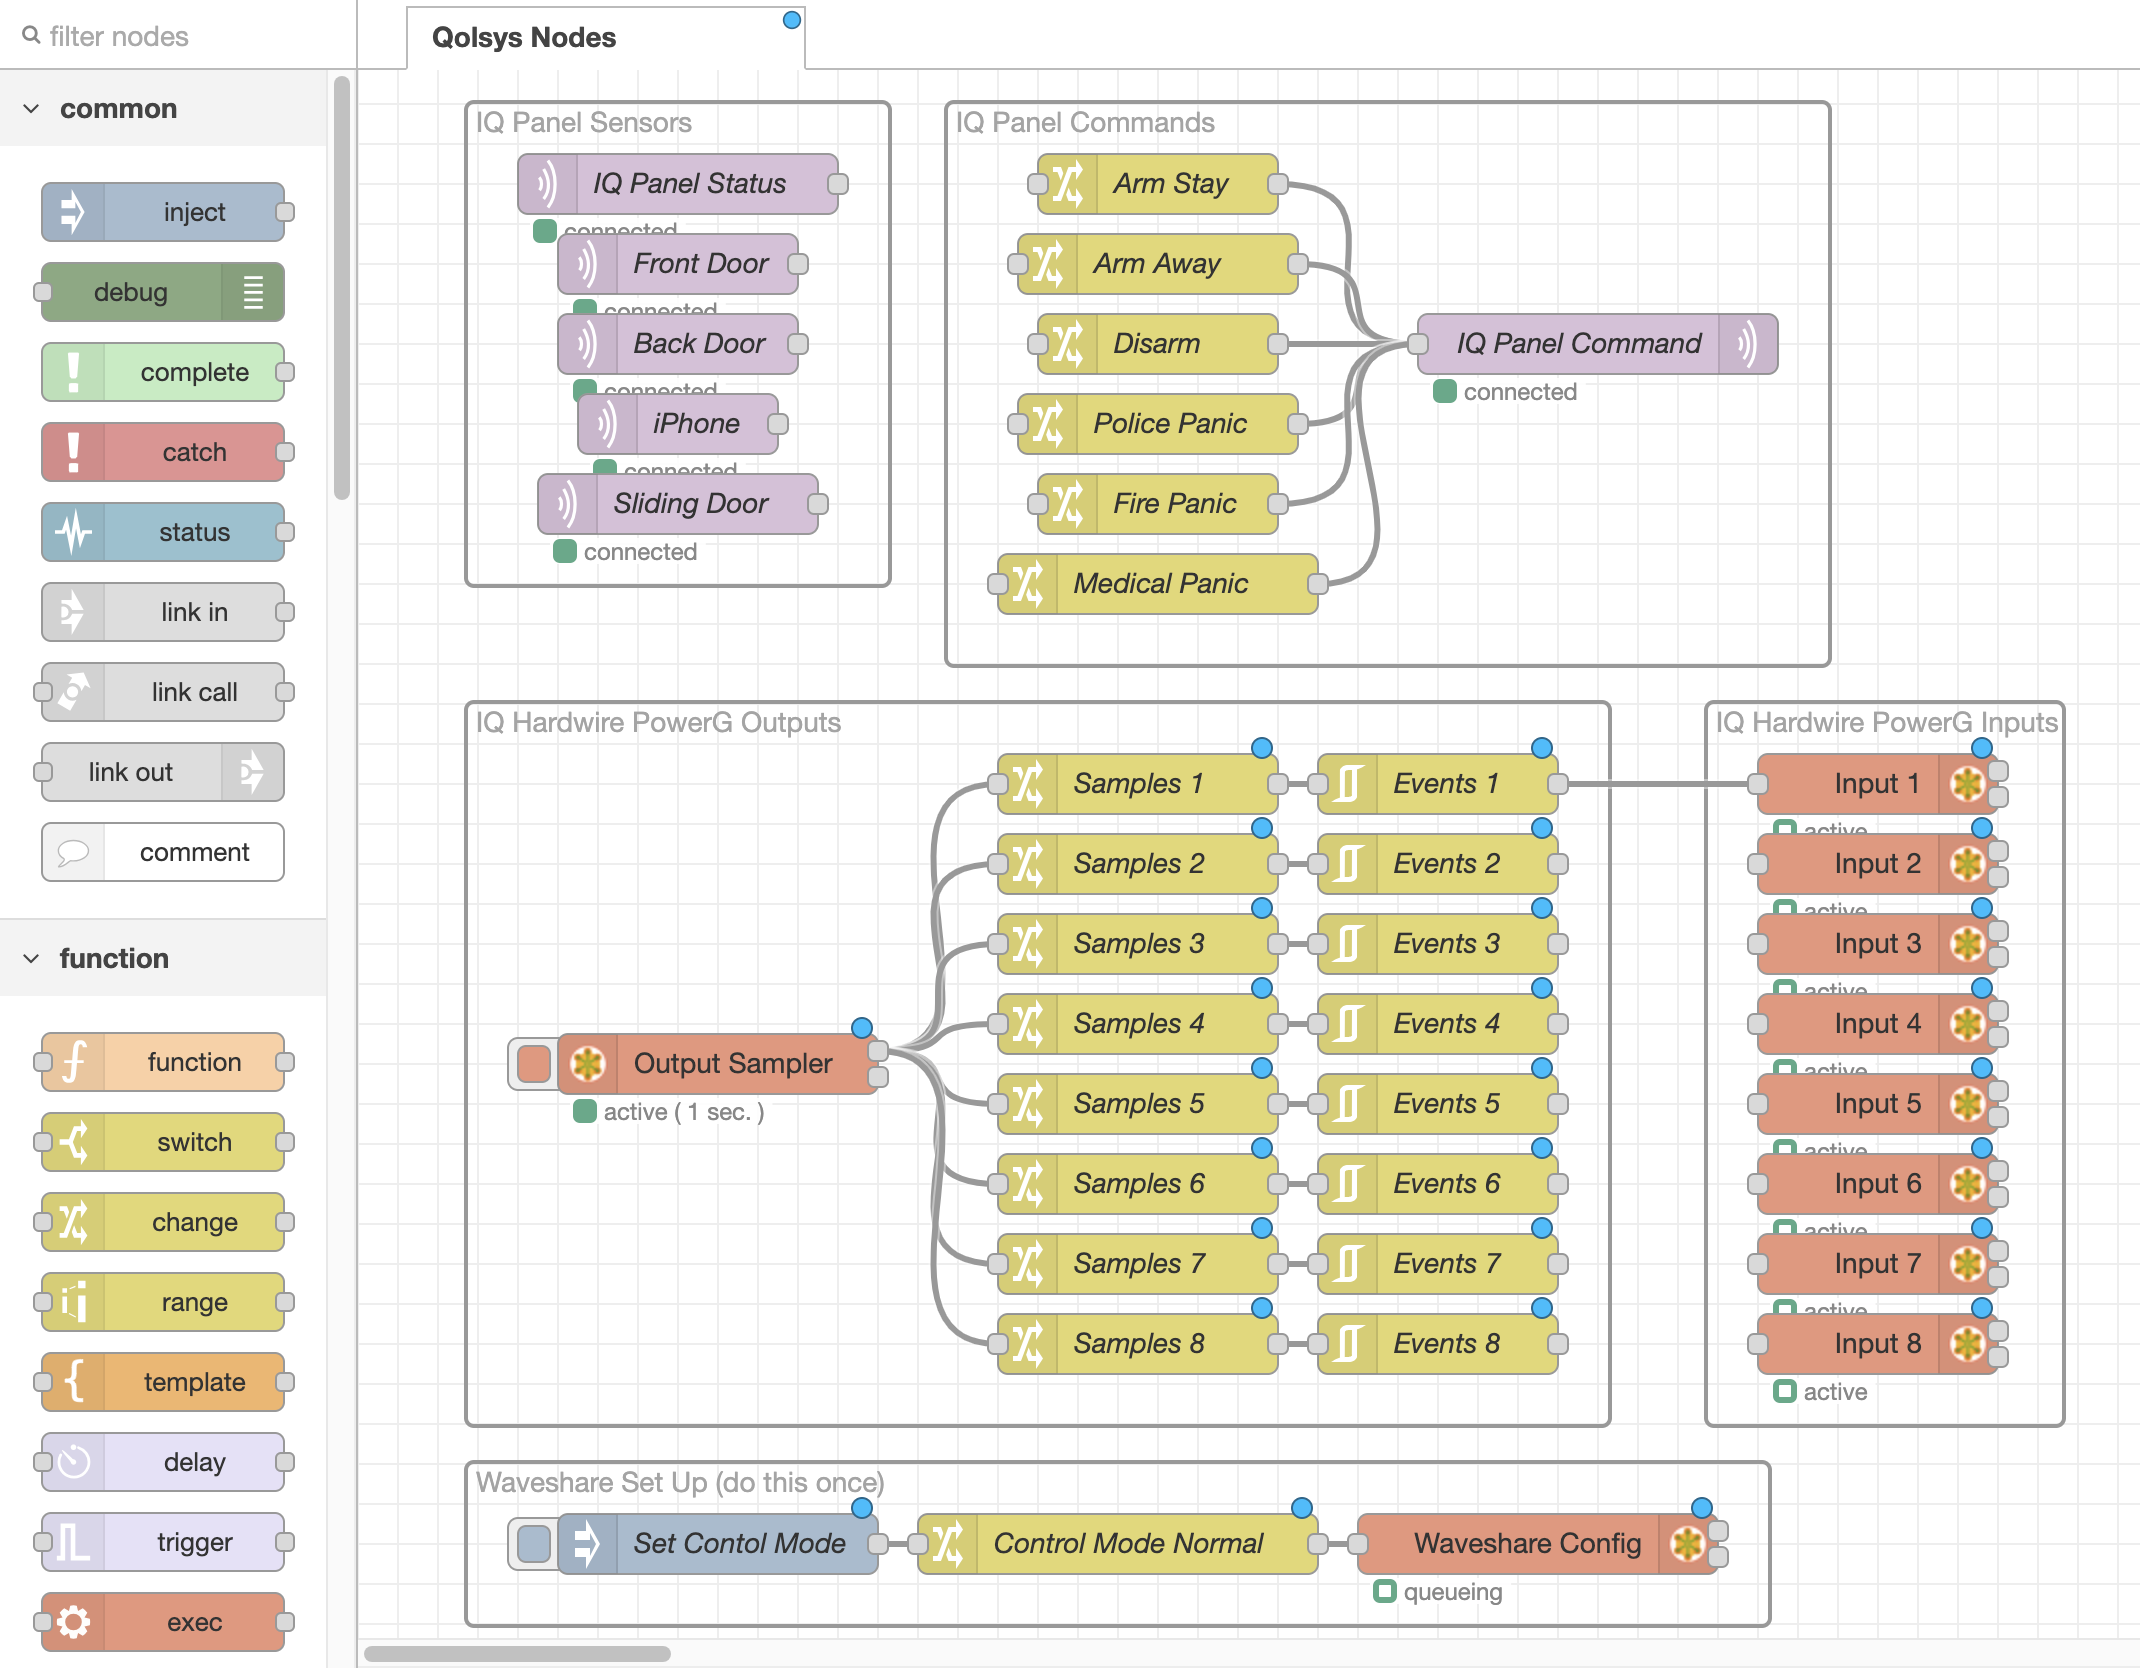 filter nodes
Qolsys Nodes
common
inject
debug
complete
catch
status
link in
link call
link out
comment
function
function
switch
change
range
template
delay
trigger
exec
IQ Panel Sensors
IQ Panel Status
connected
Front Door
connected
Back Door
connected
iPhone
connected
Sliding Door
connected
IQ Panel Commands
Arm Stay
Arm Away
Disarm
Police Panic
Fire Panic
Medical Panic
IQ Panel Command
connected
IQ Hardwire PowerG Outputs
Output Sampler
active ( 1 sec. )
Samples 1
Events 1
Samples 2
Events 2
Samples 3
Events 3
Samples 4
Events 4
Samples 5
Events 5
Samples 6
Events 6
Samples 7
Events 7
Samples 8
Events 8
IQ Hardwire PowerG Inputs
Input 1
active
Input 2
active
Input 3
active
Input 4
active
Input 5
active
Input 6
active
Input 7
active
Input 8
active
Waveshare Set Up (do this once)
Set Contol Mode
Control Mode Normal
Waveshare Config
queueing